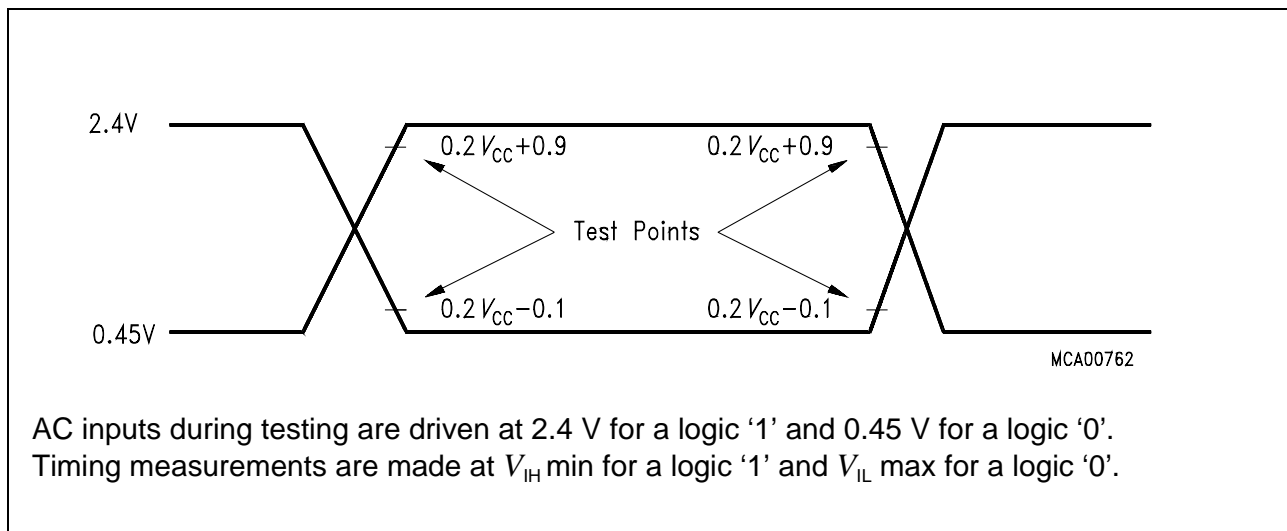 2.4V
0.2 VCC+0.9 0.2 VCC+0.9
Test Points
0.2 VCC−0.1 0.2 VCC−0.1
0.45V
MCA00762
AC inputs during testing are driven at 2.4 V for a logic ‘1’ and 0.45 V for a logic ‘0’.
Timing measurements are made at VIH min for a logic ‘1’ and VIL max for a logic ‘0’.